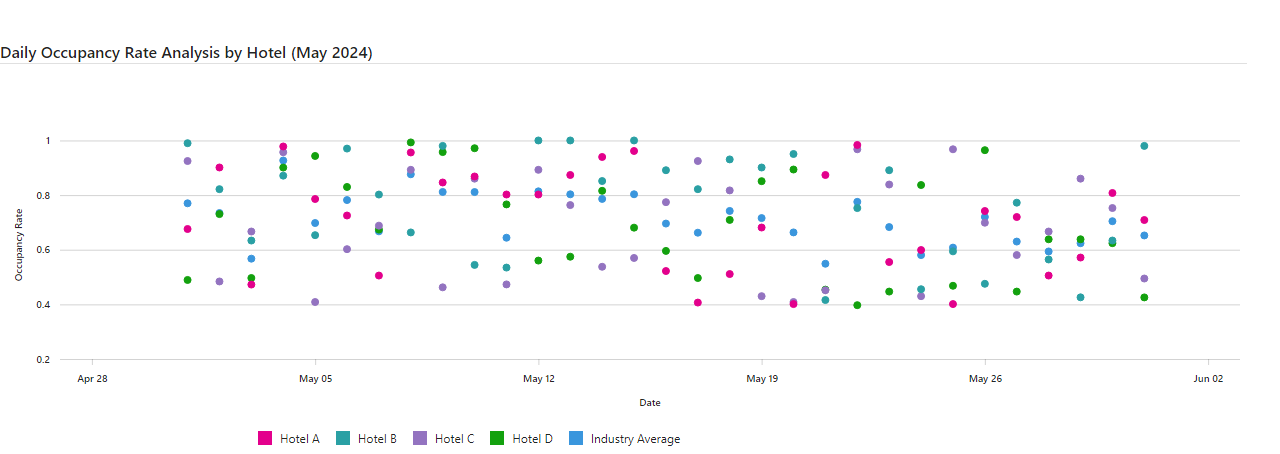 Daily Occupancy Rate Analysis by Hotel (May 2024)
1
0.8
0.6
0.4
0.2
Occupancy Rate
Apr 28
May 05
May 12
May 19
May 26
Jun 02
Date
Hotel A
Hotel B
Hotel C
Hotel D
Industry Average